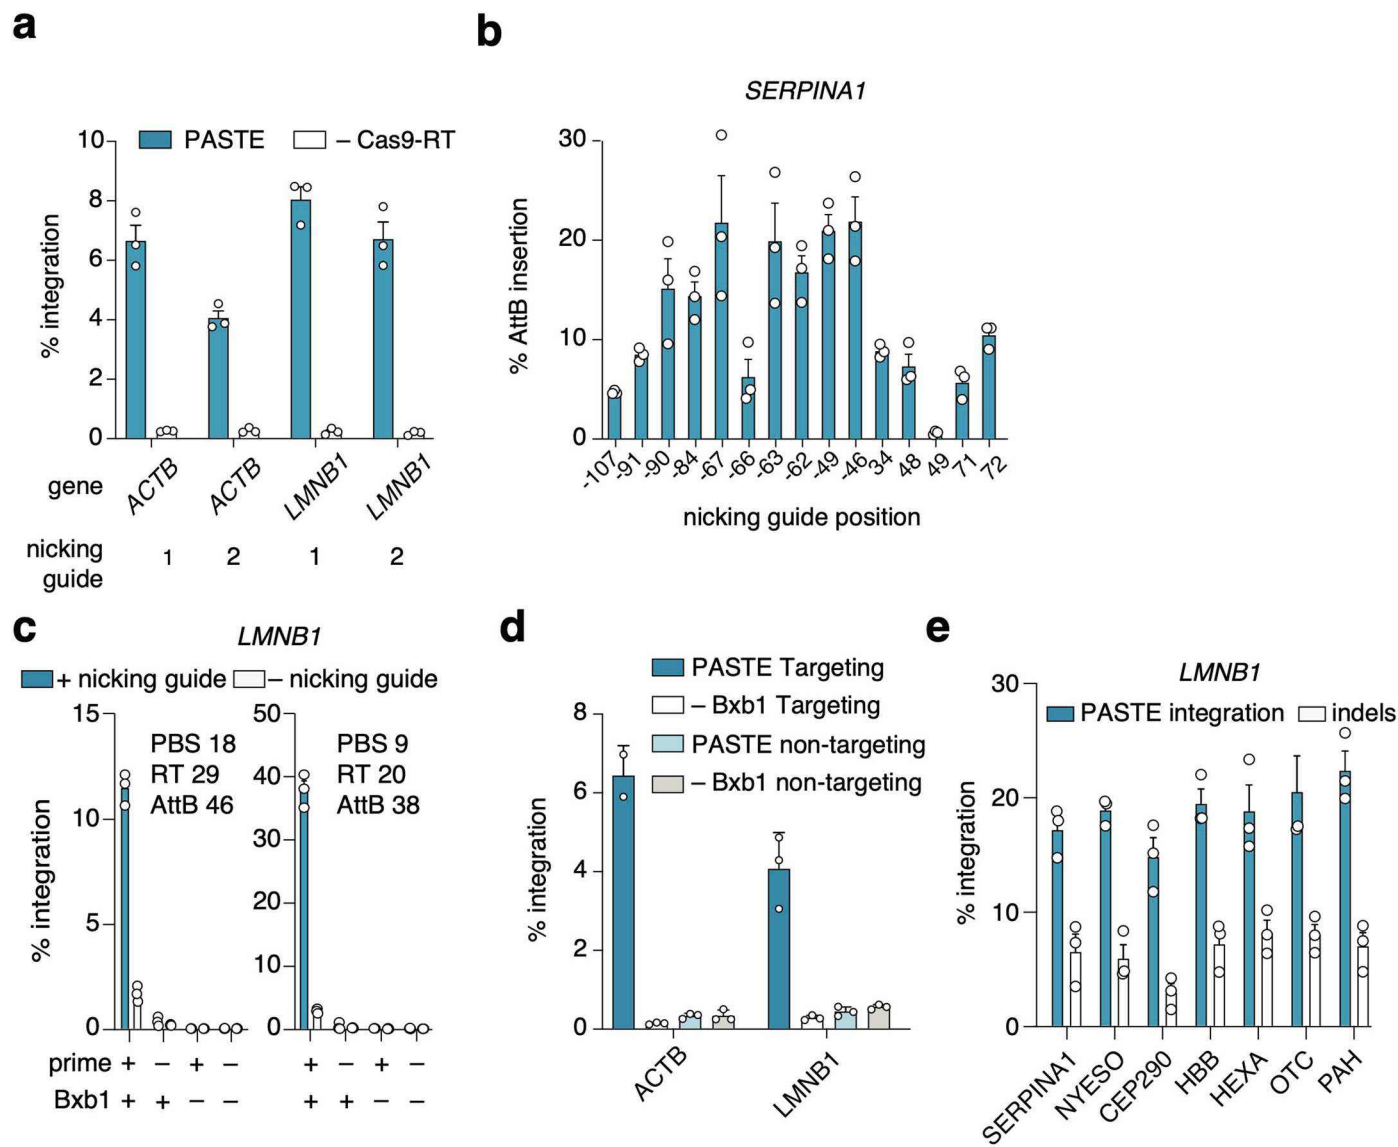 a
PASTE – Cas9-RT
% integration
10
8
6
4
2
0
gene ACTB ACTB LMNB1 LMNB1
nicking
guide
1 2 1 2
b
SERPINA1
% AttB insertion
30
20
10
0
-107 -91 -90 -84 -67 -66 -63 -62 -49 -46 34 48 49 71 72
nicking guide position
c
LMNB1
+ nicking guide – nicking guide
% integration
15
10
5
0
PBS 18
RT 29
AttB 46
50
40
30
20
10
0
PBS 9
RT 20
AttB 38
prime + – + – + – + –
Bxb1 + + – – + + – –
d
PASTE Targeting
– Bxb1 Targeting
PASTE non-targeting
– Bxb1 non-targeting
% integration
8
6
4
2
0
ACTB LMNB1
e
LMNB1
PASTE integration indels
% integration
30
20
10
0
SERPINA1 NYESO CEP290 HBB HEXA OTC PAH